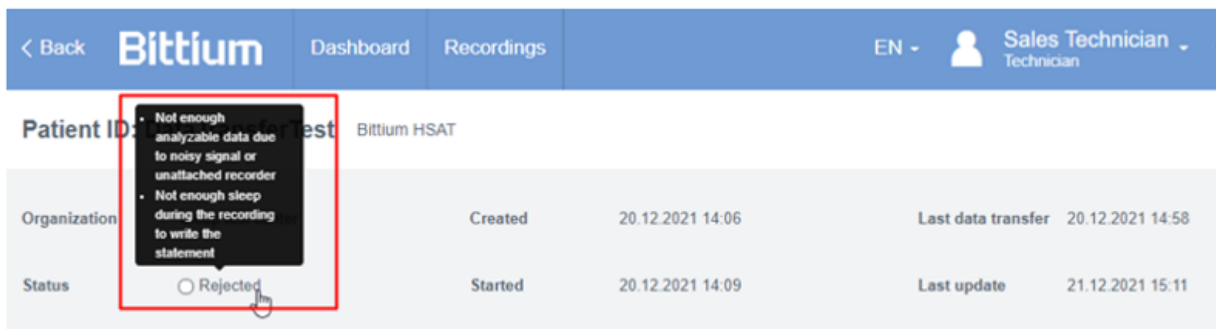 < Back Bittium Dashboard Recordings EN Sales Technician
Technician
Patient ID: DataTransferTest Bittium HSAT
• Not enough
analyzable data due
to noisy signal or
unattached recorder
• Not enough sleep
during the recording
to write the
statement
Organization Created 20.12.2021 14:06 Last data transfer 20.12.2021 14:58
Status Rejected Started 20.12.2021 14:09 Last update 21.12.2021 15:11